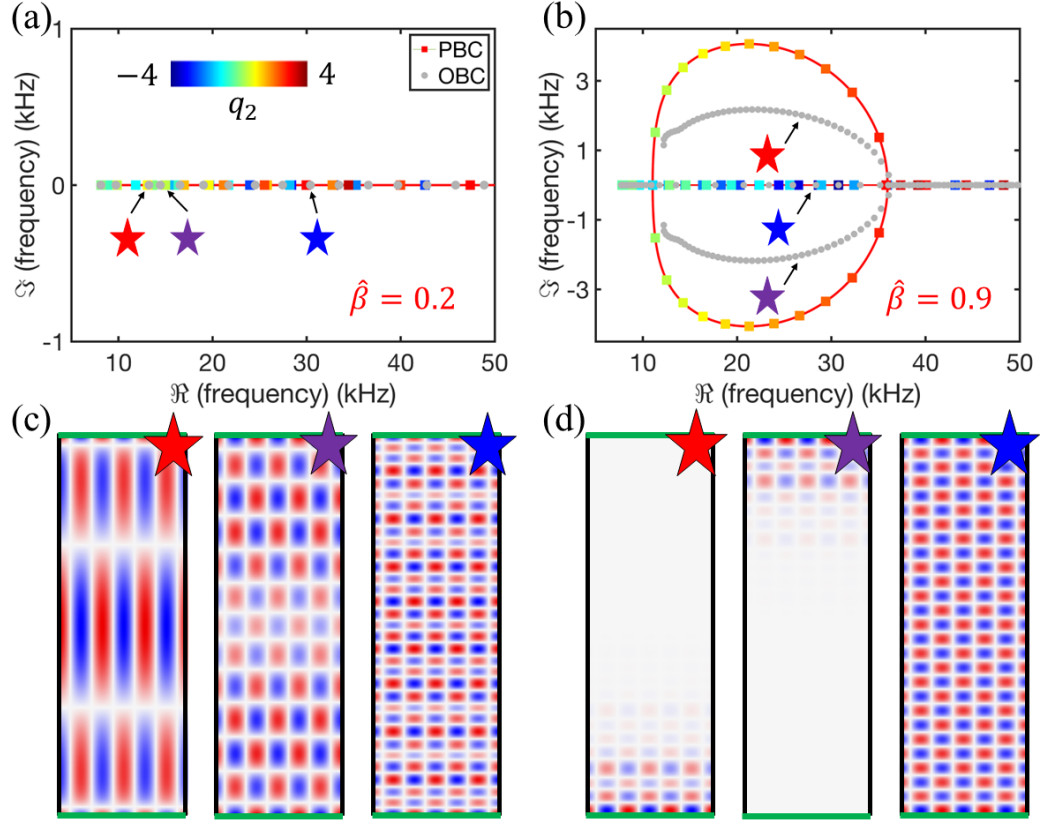 (a)
1
0
-1
ℑ (frequency) (kHz)
−4
4
q₂
PBC
OBC
β̂ = 0.2
10
20
30
40
50
ℜ (frequency) (kHz)
(b)
3
1
-1
-3
ℑ (frequency) (kHz)
β̂ = 0.9
10
20
30
40
50
ℜ (frequency) (kHz)
(c)
(d)